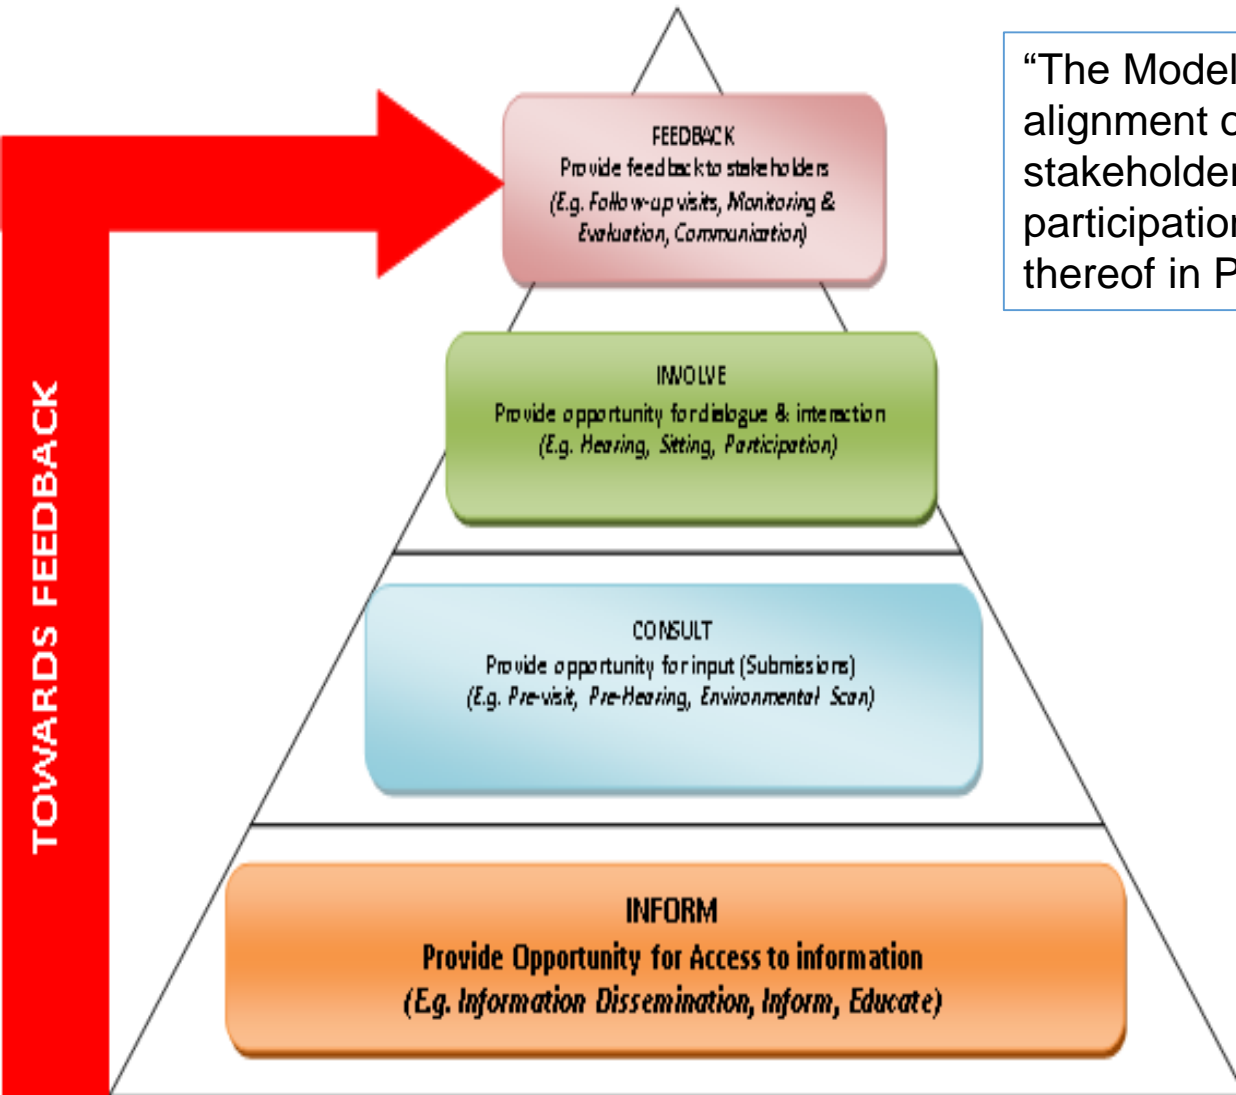 “The Model
alignment o
stakeholder
participation
thereof in P
FEEDBACK
Provide feedback to stakeholders
(E.g. Follow-up visits, Monitoring &
Evaluation, Communication)
INVOLVE
Provide opportunity for dialogue & interaction
(E.g. Hearing, Sitting, Participation)
CONSULT
Provide opportunity for input (Submissions)
(E.g. Pre-visit, Pre-Hearing, Environmental Scan)
INFORM
Provide Opportunity for Access to information
(E.g. Information Dissemination, Inform, Educate)
TOWARDS FEEDBACK